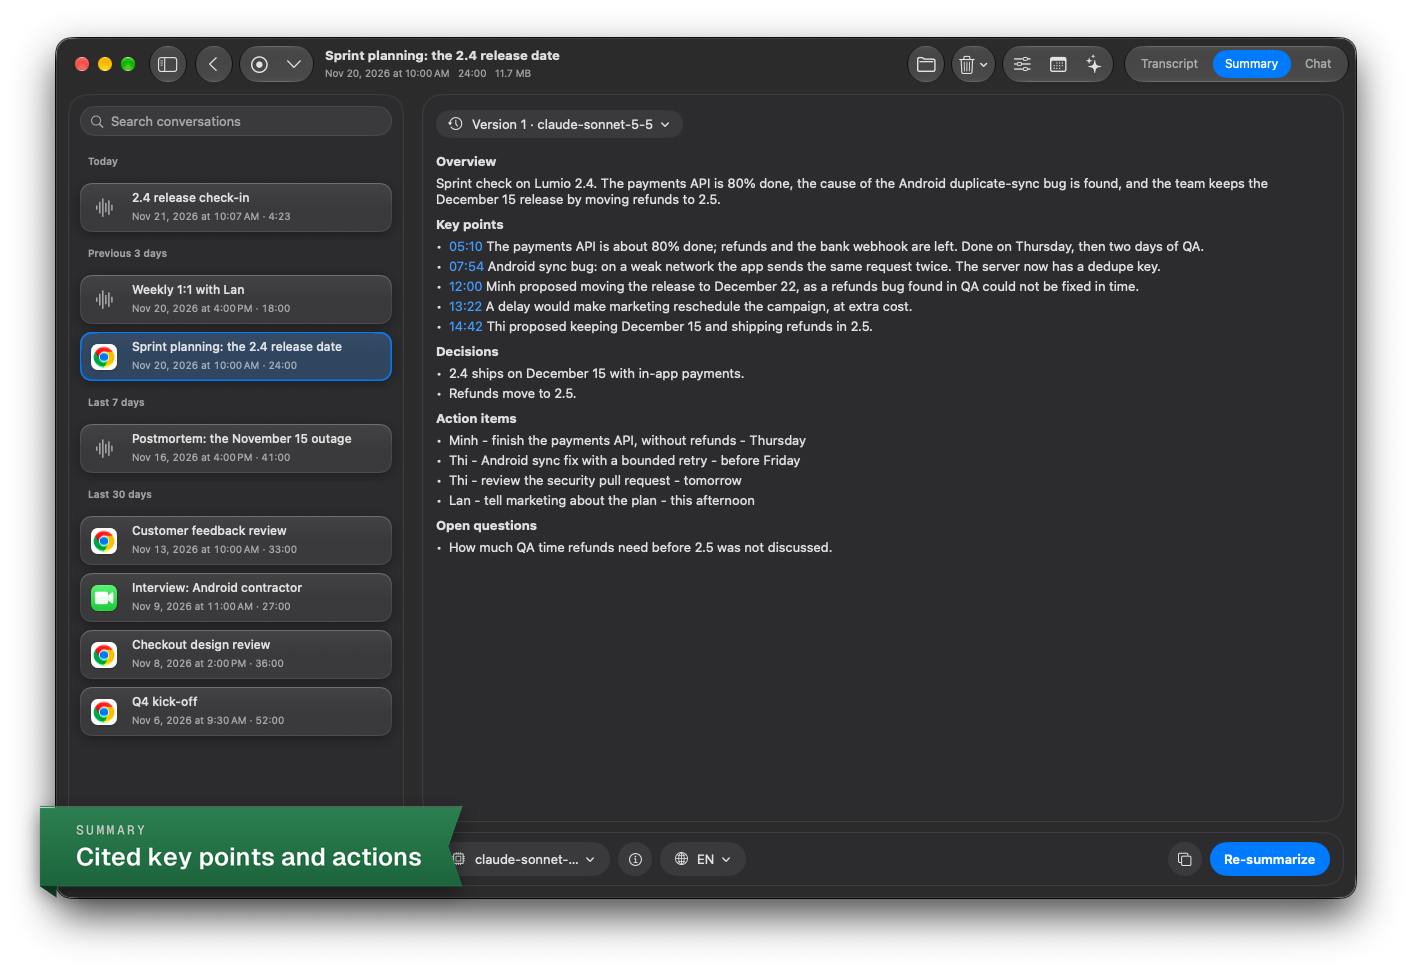 Sprint planning: the 2.4 release date
Nov 20, 2026 at 10:00 AM 24:00 11.7 MB
Transcript
Summary
Chat
Search conversations
Today
2.4 release check-in
Nov 21, 2026 at 10:07 AM · 4:23
Previous 3 days
Weekly 1:1 with Lan
Nov 20, 2026 at 4:00 PM · 18:00
Sprint planning: the 2.4 release date
Nov 20, 2026 at 10:00 AM · 24:00
Last 7 days
Postmortem: the November 15 outage
Nov 16, 2026 at 4:00 PM · 41:00
Last 30 days
Customer feedback review
Nov 13, 2026 at 10:00 AM · 33:00
Interview: Android contractor
Nov 9, 2026 at 11:00 AM · 27:00
Checkout design review
Nov 8, 2026 at 2:00 PM · 36:00
Q4 kick-off
Nov 6, 2026 at 9:30 AM · 52:00
Version 1 · claude-sonnet-5-5
Overview
Sprint check on Lumio 2.4. The payments API is 80% done, the cause of the Android duplicate-sync bug is found, and the team keeps the
December 15 release by moving refunds to 2.5.
Key points
• 05:10 The payments API is about 80% done; refunds and the bank webhook are left. Done on Thursday, then two days of QA.
• 07:54 Android sync bug: on a weak network the app sends the same request twice. The server now has a dedupe key.
• 12:00 Minh proposed moving the release to December 22, as a refunds bug found in QA could not be fixed in time.
• 13:22 A delay would make marketing reschedule the campaign, at extra cost.
• 14:42 Thi proposed keeping December 15 and shipping refunds in 2.5.
Decisions
• 2.4 ships on December 15 with in-app payments.
• Refunds move to 2.5.
Action items
• Minh - finish the payments API, without refunds - Thursday
• Thi - Android sync fix with a bounded retry - before Friday
• Thi - review the security pull request - tomorrow
• Lan - tell marketing about the plan - this afternoon
Open questions
• How much QA time refunds need before 2.5 was not discussed.
SUMMARY
Cited key points and actions
claude-sonnet-...
EN
Re-summarize